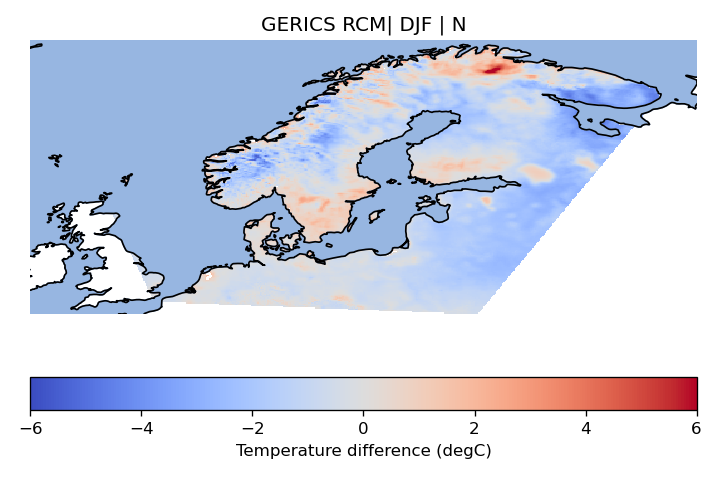 GERICS RCM| DJF | N
−6 −4 −2 0 2 4 6
Temperature difference (degC)